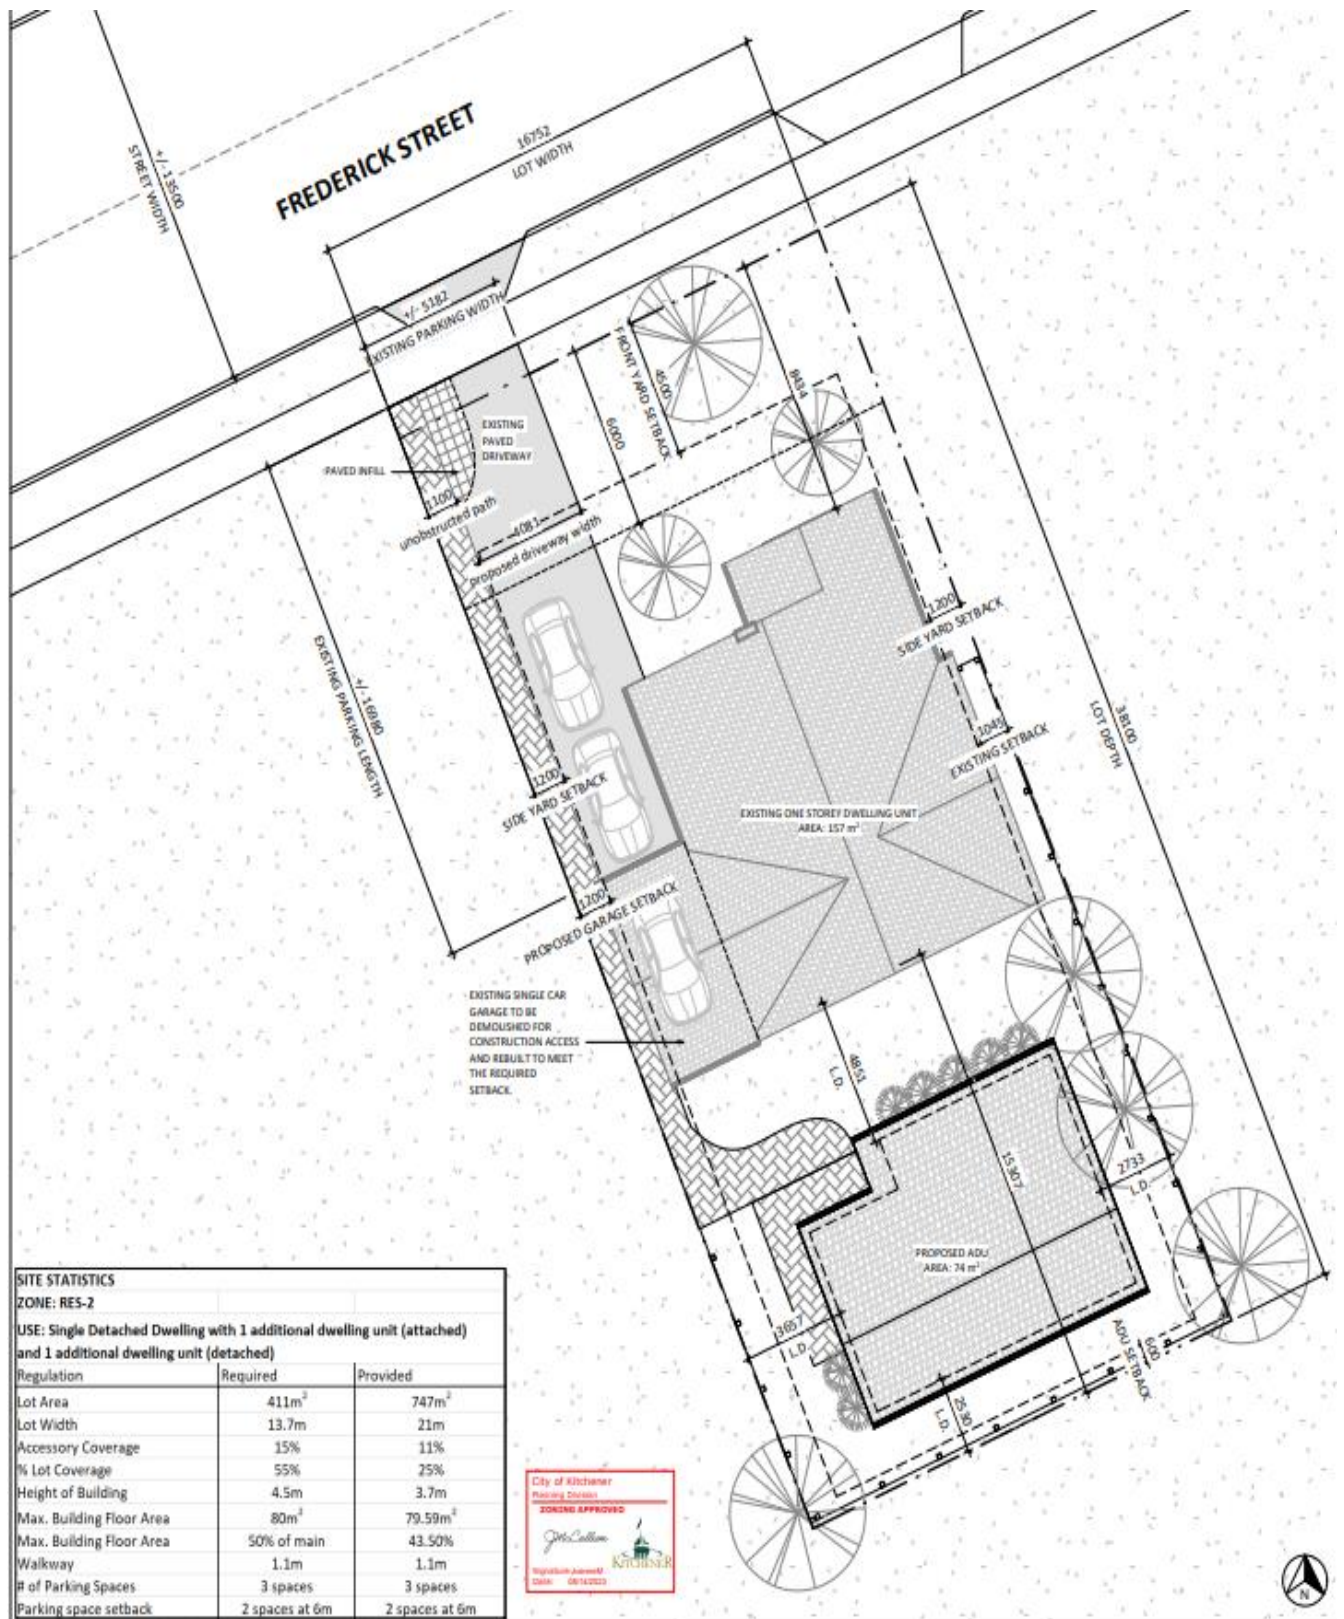 FREDERICK STREET
+/- 13500
STREET WIDTH
16752
LOT WIDTH
+/- 5182
EXISTING PARKING WIDTH
FRONT YARD SETBACK
4500
6000
8434
EXISTING
PAVED
DRIVEWAY
PAVED INFILL
1100
unobstructed path
4081
proposed driveway width
1200
SIDE YARD SETBACK
+/- 16980
EXISTING PARKING LENGTH
1045
EXISTING SETBACK
38100
LOT DEPTH
1200
SIDE YARD SETBACK
EXISTING ONE STOREY DWELLING UNIT
AREA: 157 m²
1200
PROPOSED GARAGE SETBACK
EXISTING SINGLE CAR
GARAGE TO BE
DEMOLISHED FOR
CONSTRUCTION ACCESS
AND REBUILT TO MEET
THE REQUIRED
SETBACK.
4851
L.D.
15307
2733
L.D.
PROPOSED ADU
AREA: 74 m²
3657
L.D.
600
ADU SETBACK
2530
L.D.
SITE STATISTICS
ZONE: RES-2
USE: Single Detached Dwelling with 1 additional dwelling unit (attached)
and 1 additional dwelling unit (detached)
Regulation Required Provided
Lot Area 411m² 747m²
Lot Width 13.7m 21m
Accessory Coverage 15% 11%
% Lot Coverage 55% 25%
Height of Building 4.5m 3.7m
Max. Building Floor Area 80m² 79.59m²
Max. Building Floor Area 50% of main 43.50%
Walkway 1.1m 1.1m
# of Parking Spaces 3 spaces 3 spaces
Parking space setback 2 spaces at 6m 2 spaces at 6m
City of Kitchener
Planning Division
ZONING APPROVED
KITCHENER
Date:
N